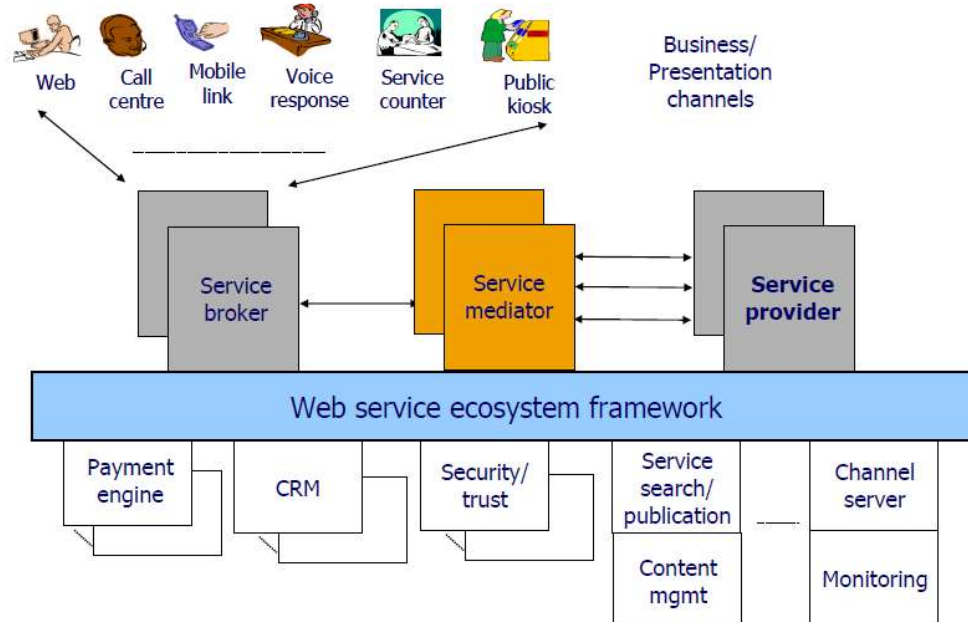 Web
Call
centre
Mobile
link
Voice
response
Service
counter
Public
kiosk
Business/
Presentation
channels
Service
broker
Service
mediator
Service
provider
Web service ecosystem framework
Payment
engine
CRM
Security/
trust
Service
search/
publication
Channel
server
Content
mgmt
Monitoring